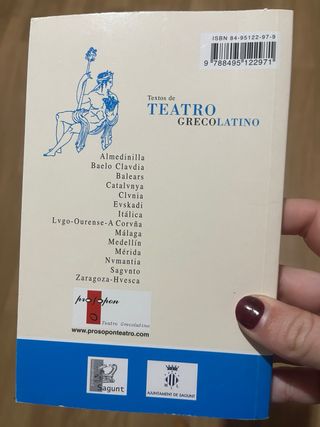 ISBN 84-95122-97-9
9 788495 122971
Textos de
TEATRO
GRECOLATINO
Almedinilla
Baelo Clavdia
Balears
Catalvnya
Clvnia
Evskadi
Itálica
Lvgo-Ourense-A Corvña
Málaga
Medellín
Mérida
Nvmantia
Sagvnto
Zaragoza-Hvesca
prosopon
Teatro Grecolatino
www.prosoponteatro.com
Sagunt
AJUNTAMENT DE SAGUNT